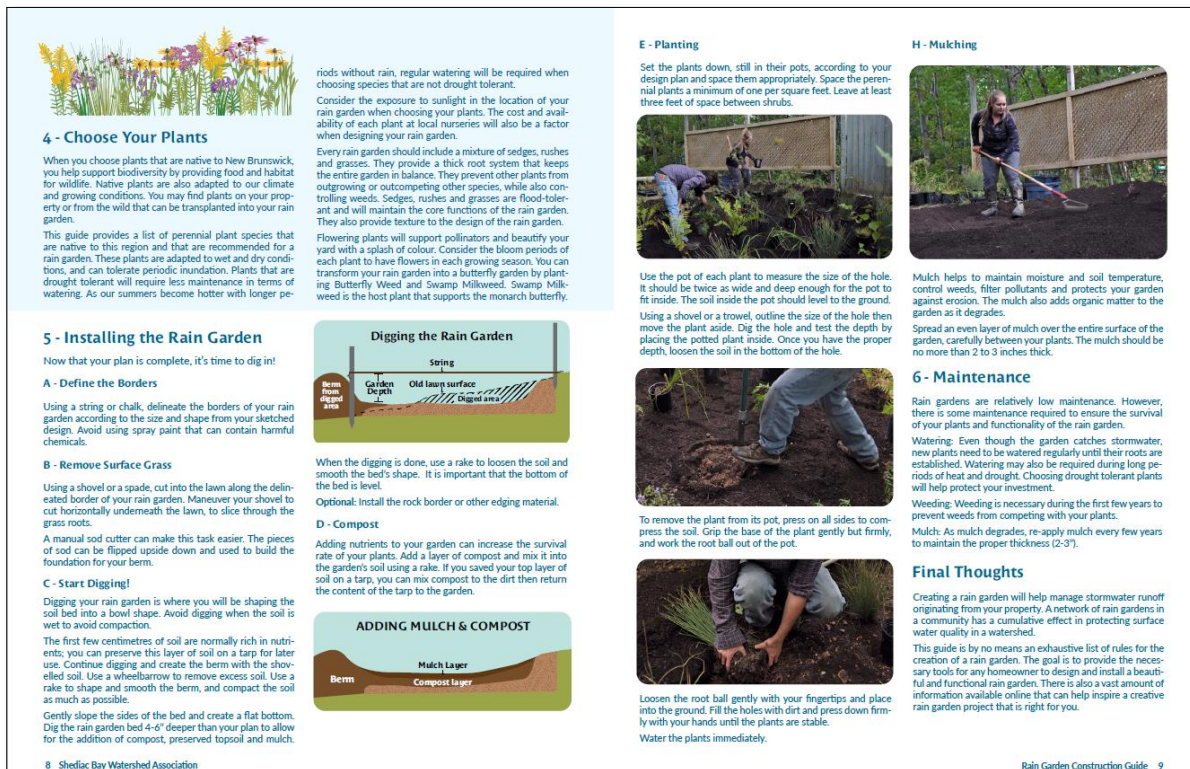 4 - Choose Your Plants
When you choose plants that are native to New Brunswick,
you help support biodiversity by providing food and habitat
for wildlife. Native plants are also adapted to our climate
and growing conditions. You may find plants on your prop-
erty or from the wild that can be transplanted into your rain
garden.
This guide provides a list of perennial plant species that
are native to this region and that are recommended for a
rain garden. These plants are adapted to wet and dry condi-
tions, and can tolerate periodic inundation. Plants that are
drought tolerant will require less maintenance in terms of
watering. As our summers become hotter with longer pe-
riods without rain, regular watering will be required when
choosing species that are not drought tolerant.
Consider the exposure to sunlight in the location of your
rain garden when choosing your plants. The cost and avail-
ability of each plant at local nurseries will also be a factor
when designing your rain garden.
Every rain garden should include a mixture of sedges, rushes
and grasses. They provide a thick root system that keeps
the entire garden in balance. They prevent other plants from
outgrowing or outcompeting other species, while also con-
trolling weeds. Sedges, rushes and grasses are flood-toler-
ant and will maintain the core functions of the rain garden.
They also provide texture to the design of the rain garden.
Flowering plants will support pollinators and beautify your
yard with a splash of colour. Consider the bloom periods of
each plant to have flowers in each growing season. You can
transform your rain garden into a butterfly garden by plant-
ing Butterfly Weed and Swamp Milkweed. Swamp Milk-
weed is the host plant that supports the monarch butterfly.
5 - Installing the Rain Garden
Now that your plan is complete, it's time to dig in!
A - Define the Borders
Using a string or chalk, delineate the borders of your rain
garden according to the size and shape from your sketched
design. Avoid using spray paint that can contain harmful
chemicals.
B - Remove Surface Grass
Using a shovel or a spade, cut into the lawn along the delin-
eated border of your rain garden. Maneuver your shovel to
cut horizontally underneath the lawn, to slice through the
grass roots.
A manual sod cutter can make this task easier. The pieces
of sod can be flipped upside down and used to build the
foundation for your berm.
C - Start Digging!
Digging your rain garden is where you will be shaping the
soil bed into a bowl shape. Avoid digging when the soil is
wet to avoid compaction.
The first few centimetres of soil are normally rich in nutri-
ents; you can preserve this layer of soil on a tarp for later
use. Continue digging and create the berm with the shov-
elled soil. Use a wheelbarrow to remove excess soil. Use a
rake to shape and smooth the berm, and compact the soil
as much as possible.
Gently slope the sides of the bed and create a flat bottom.
Dig the rain garden bed 4-6" deeper than your plan to allow
for the addition of compost, preserved topsoil and mulch.
Digging the Rain Garden
String
Berm
from
digged
area
Garden
Depth
Old lawn surface
Digged area
When the digging is done, use a rake to loosen the soil and
smooth the bed's shape. It is important that the bottom of
the bed is level.
Optional: Install the rock border or other edging material.
D - Compost
Adding nutrients to your garden can increase the survival
rate of your plants. Add a layer of compost and mix it into
the garden's soil using a rake. If you saved your top layer of
soil on a tarp, you can mix compost to the dirt then return
the content of the tarp to the garden.
ADDING MULCH & COMPOST
Mulch Layer
Berm
Compost layer
8 Shediac Bay Watershed Association
E - Planting
Set the plants down, still in their pots, according to your
design plan and space them appropriately. Space the peren-
nial plants a minimum of one per square feet. Leave at least
three feet of space between shrubs.
Use the pot of each plant to measure the size of the hole.
It should be twice as wide and deep enough for the pot to
fit inside. The soil inside the pot should level to the ground.
Using a shovel or a trowel, outline the size of the hole then
move the plant aside. Dig the hole and test the depth by
placing the potted plant inside. Once you have the proper
depth, loosen the soil in the bottom of the hole.
To remove the plant from its pot, press on all sides to com-
press the soil. Grip the base of the plant gently but firmly,
and work the root ball out of the pot.
Loosen the root ball gently with your fingertips and place
into the ground. Fill the holes with dirt and press down firm-
ly with your hands until the plants are stable.
Water the plants immediately.
H - Mulching
Mulch helps to maintain moisture and soil temperature,
control weeds, filter pollutants and protects your garden
against erosion. The mulch also adds organic matter to the
garden as it degrades.
Spread an even layer of mulch over the entire surface of the
garden, carefully between your plants. The mulch should be
no more than 2 to 3 inches thick.
6 - Maintenance
Rain gardens are relatively low maintenance. However,
there is some maintenance required to ensure the survival
of your plants and functionality of the rain garden.
Watering: Even though the garden catches stormwater,
new plants need to be watered regularly until their roots are
established. Watering may also be required during long pe-
riods of heat and drought. Choosing drought tolerant plants
will help protect your investment.
Weeding: Weeding is necessary during the first few years to
prevent weeds from competing with your plants.
Mulch: As mulch degrades, re-apply mulch every few years
to maintain the proper thickness (2-3").
Final Thoughts
Creating a rain garden will help manage stormwater runoff
originating from your property. A network of rain gardens in
a community has a cumulative effect in protecting surface
water quality in a watershed.
This guide is by no means an exhaustive list of rules for the
creation of a rain garden. The goal is to provide the neces-
sary tools for any homeowner to design and install a beauti-
ful and functional rain garden. There is also a vast amount of
information available online that can help inspire a creative
rain garden project that is right for you.
Rain Garden Construction Guide 9